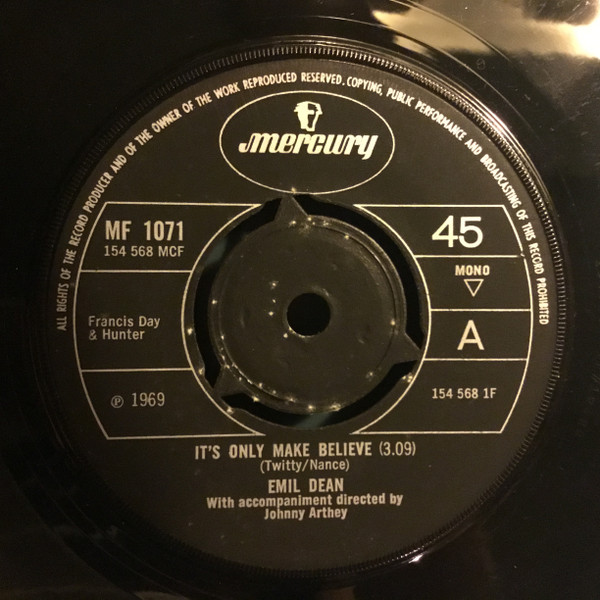 ALL RIGHTS OF THE RECORD PRODUCER AND OF THE OWNER OF THE WORK REPRODUCED RESERVED. COPYING, PUBLIC PERFORMANCE AND BROADCASTING OF THIS RECORD PROHIBITED
mercury
MF 1071
154 568 MCF
45
MONO
Francis Day
& Hunter
A
℗ 1969
154 568 1F
IT'S ONLY MAKE BELIEVE (3.09)
(Twitty/Nance)
EMIL DEAN
With accompaniment directed by
Johnny Arthey